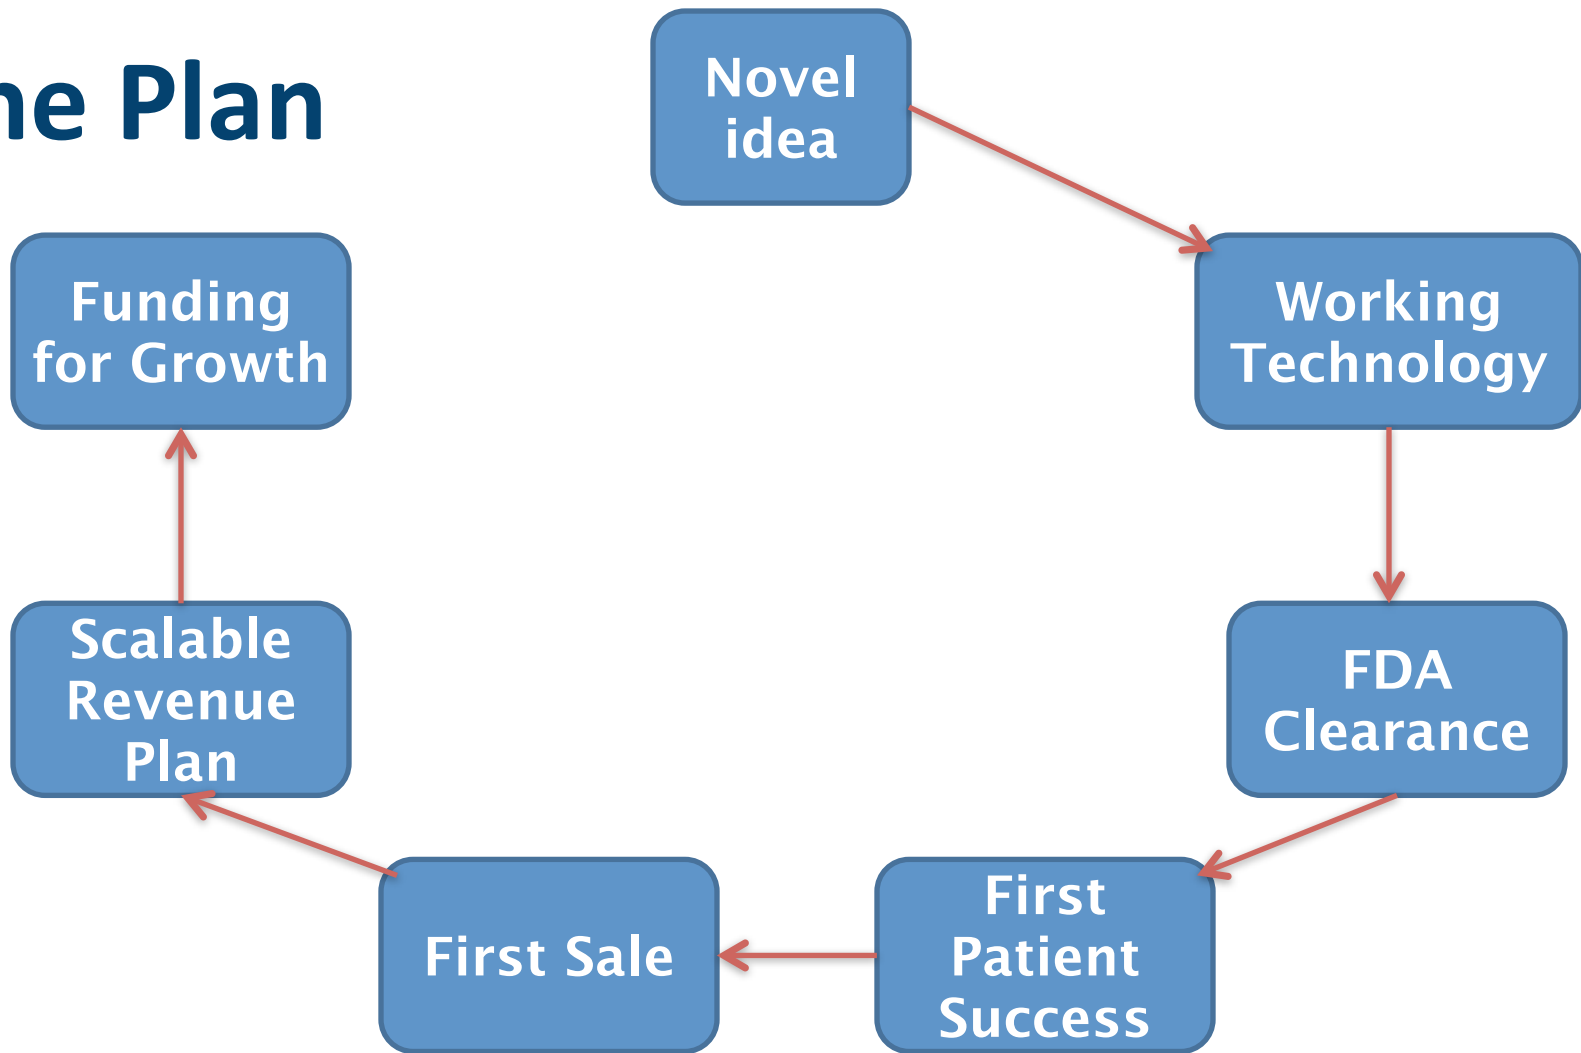 ne Plan
Novel
idea
Working
Technology
FDA
Clearance
First
Patient
Success
First Sale
Scalable
Revenue
Plan
Funding
for Growth